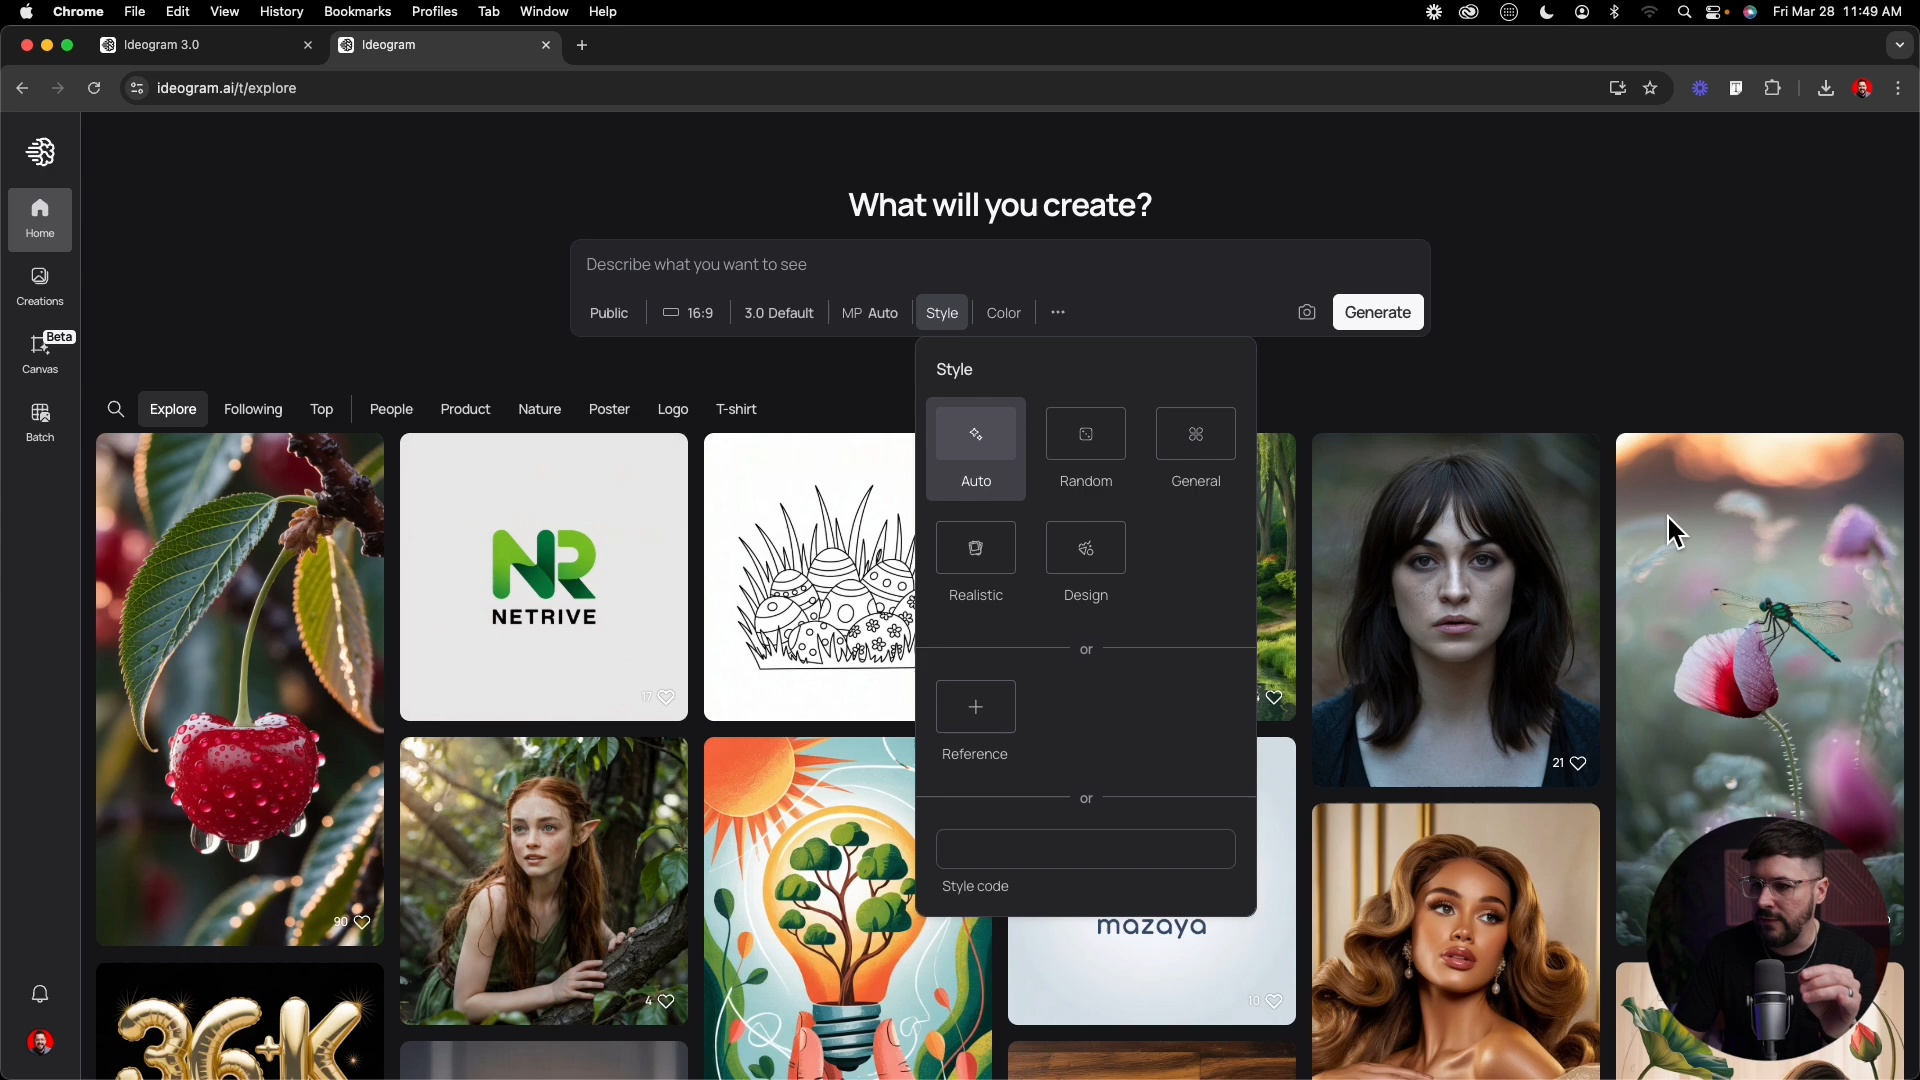 Chrome File Edit View History Bookmarks Profiles Tab Window Help Fri Mar 28 11:49 AM
Ideogram 3.0 Ideogram
ideogram.ai/t/explore
What will you create?
Describe what you want to see
Public 16:9 3.0 Default MP Auto Style Color Generate
Home
Creations
Beta
Canvas
Batch
Explore Following Top People Product Nature Poster Logo T-shirt
Style
Auto Random General
Realistic Design
or
Reference
or
Style code
NR
NETRIVE
17
21
90
4
mazaya
10
36+K